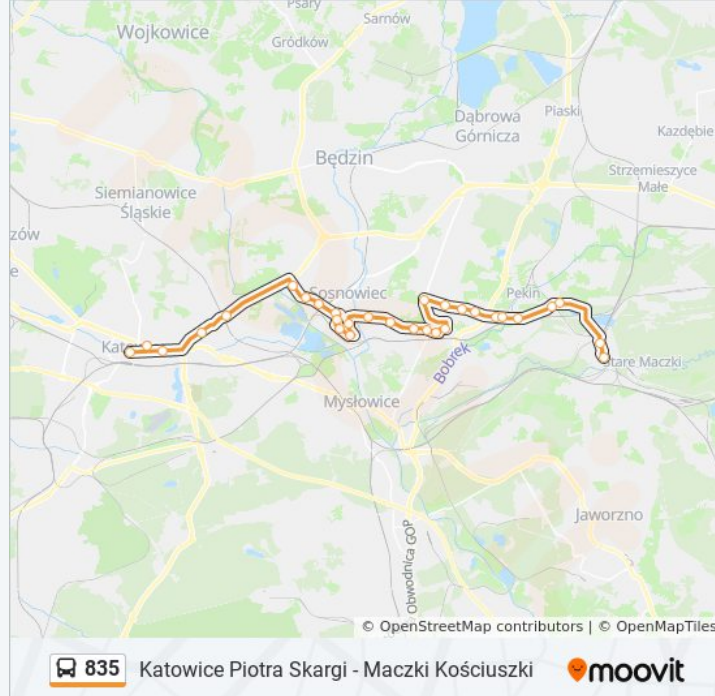 Psary
Sarnów
Wojkowice
Gródków
Dąbrowa
Górnicza
Piaski
Kazdębie
Będzin
Strzemieszyce
Małe
Siemianowice
Śląskie
zów
e
Sosnowiec
Pekin
Kato
Stare Maczki
Bobrek
Mysłowice
Jaworzno
Obwodnica GOP
© OpenStreetMap contributors | © OpenMapTiles
835 Katowice Piotra Skargi - Maczki Kościuszki moovit